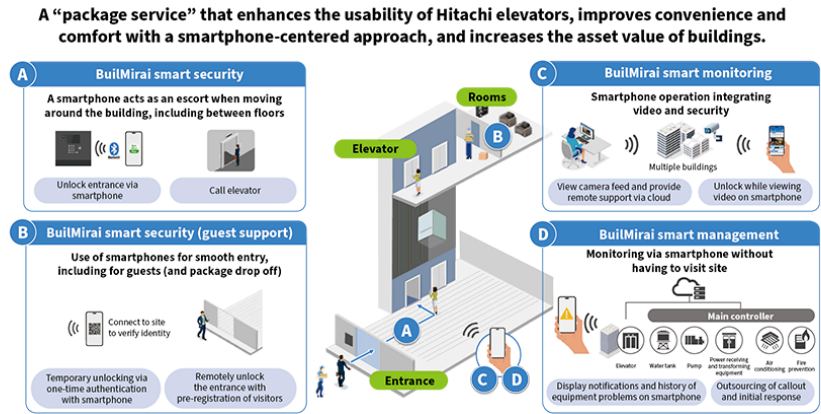 A “package service” that enhances the usability of Hitachi elevators, improves convenience and
comfort with a smartphone-centered approach, and increases the asset value of buildings.
A
BuilMirai smart security
A smartphone acts as an escort when moving
around the building, including between floors
Bluetooth
Unlock entrance via
smartphone
Call elevator
B
BuilMirai smart security (guest support)
Use of smartphones for smooth entry,
including for guests (and package drop off)
Connect to site
to verify identity
Temporary unlocking via
one-time authentication
with smartphone
Remotely unlock
the entrance with
pre-registration of visitors
Rooms
B
Elevator
A
Entrance
C
D
C
BuilMirai smart monitoring
Smartphone operation integrating
video and security
Multiple buildings
View camera feed and provide
remote support via cloud
Unlock while viewing
video on smartphone
D
BuilMirai smart management
Monitoring via smartphone without
having to visit site
Main controller
Elevator
Water tank
Pump
Power receiving
and transforming
equipment
Air
conditioning
Fire
prevention
Display notifications and history of
equipment problems on smartphone
Outsourcing of callout
and initial response